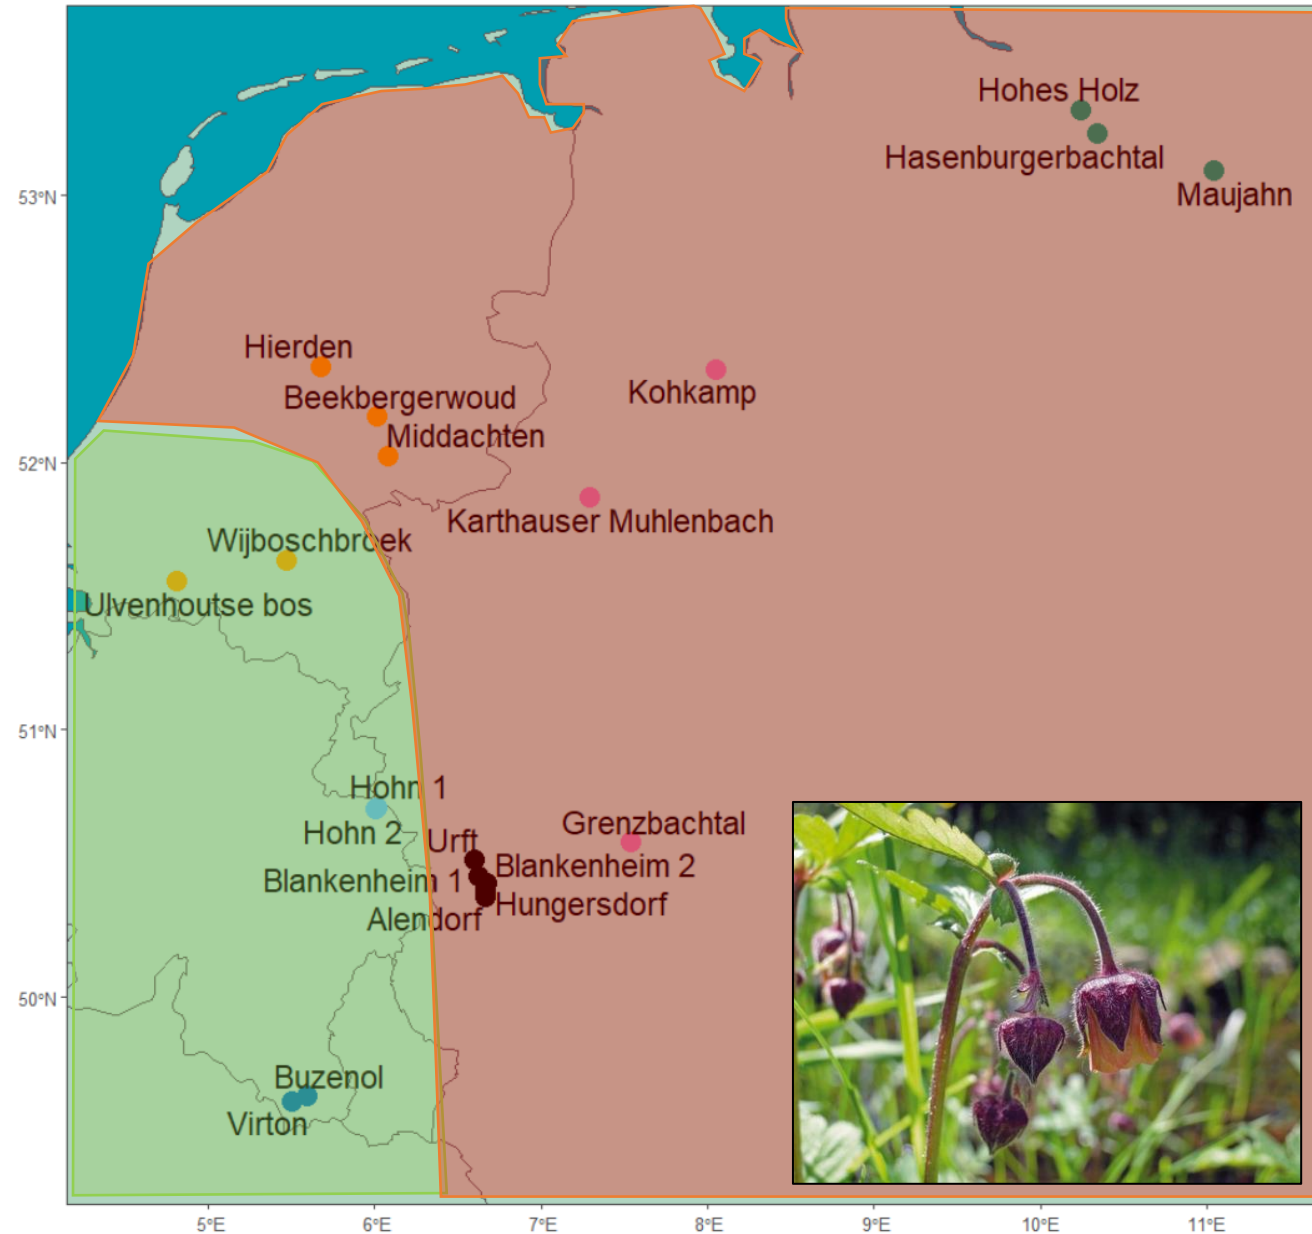 Hohes Holz
Hasenburgerbachtal
53°N
Maujahn
Hierden
Beekbergerwoud
Kohkamp
Middachten
52°N
Karthauser Muhlenbach
Wijboschbroek
Ulvenhoutse bos
51°N
Hohn 1
Grenzbachtal
Hohn 2
Urft
Blankenheim 2
Blankenheim 1
Hungersdorf
Alendorf
50°N
Buzenol
Virton
5°E 6°E 7°E 8°E 9°E 10°E 11°E